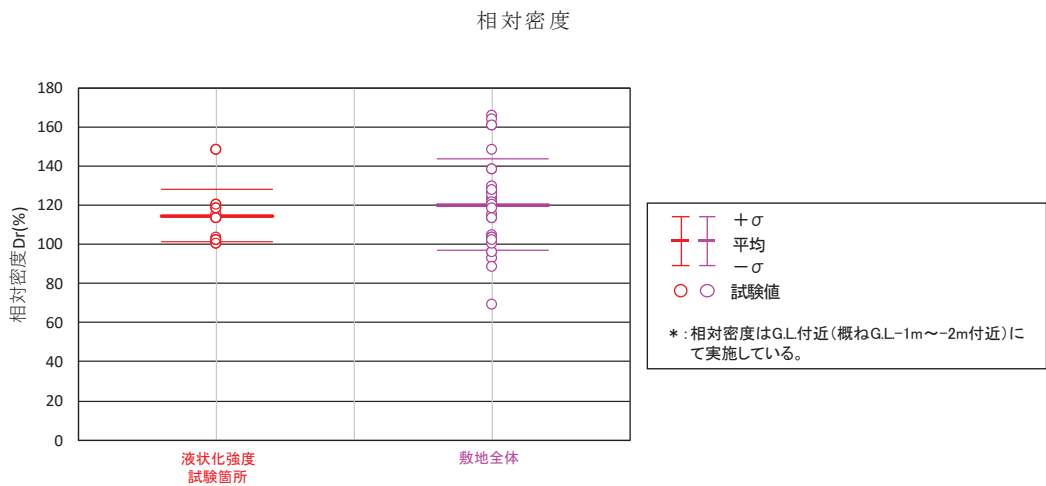 相対密度
相対密度Dr(%)
180
160
140
120
100
80
60
40
20
0
液状化強度
試験箇所
敷地全体
＋σ
平均
－σ
試験値
＊：相対密度はG.L.付近（概ねG.L.-1m～-2m付近）に
て実施している。